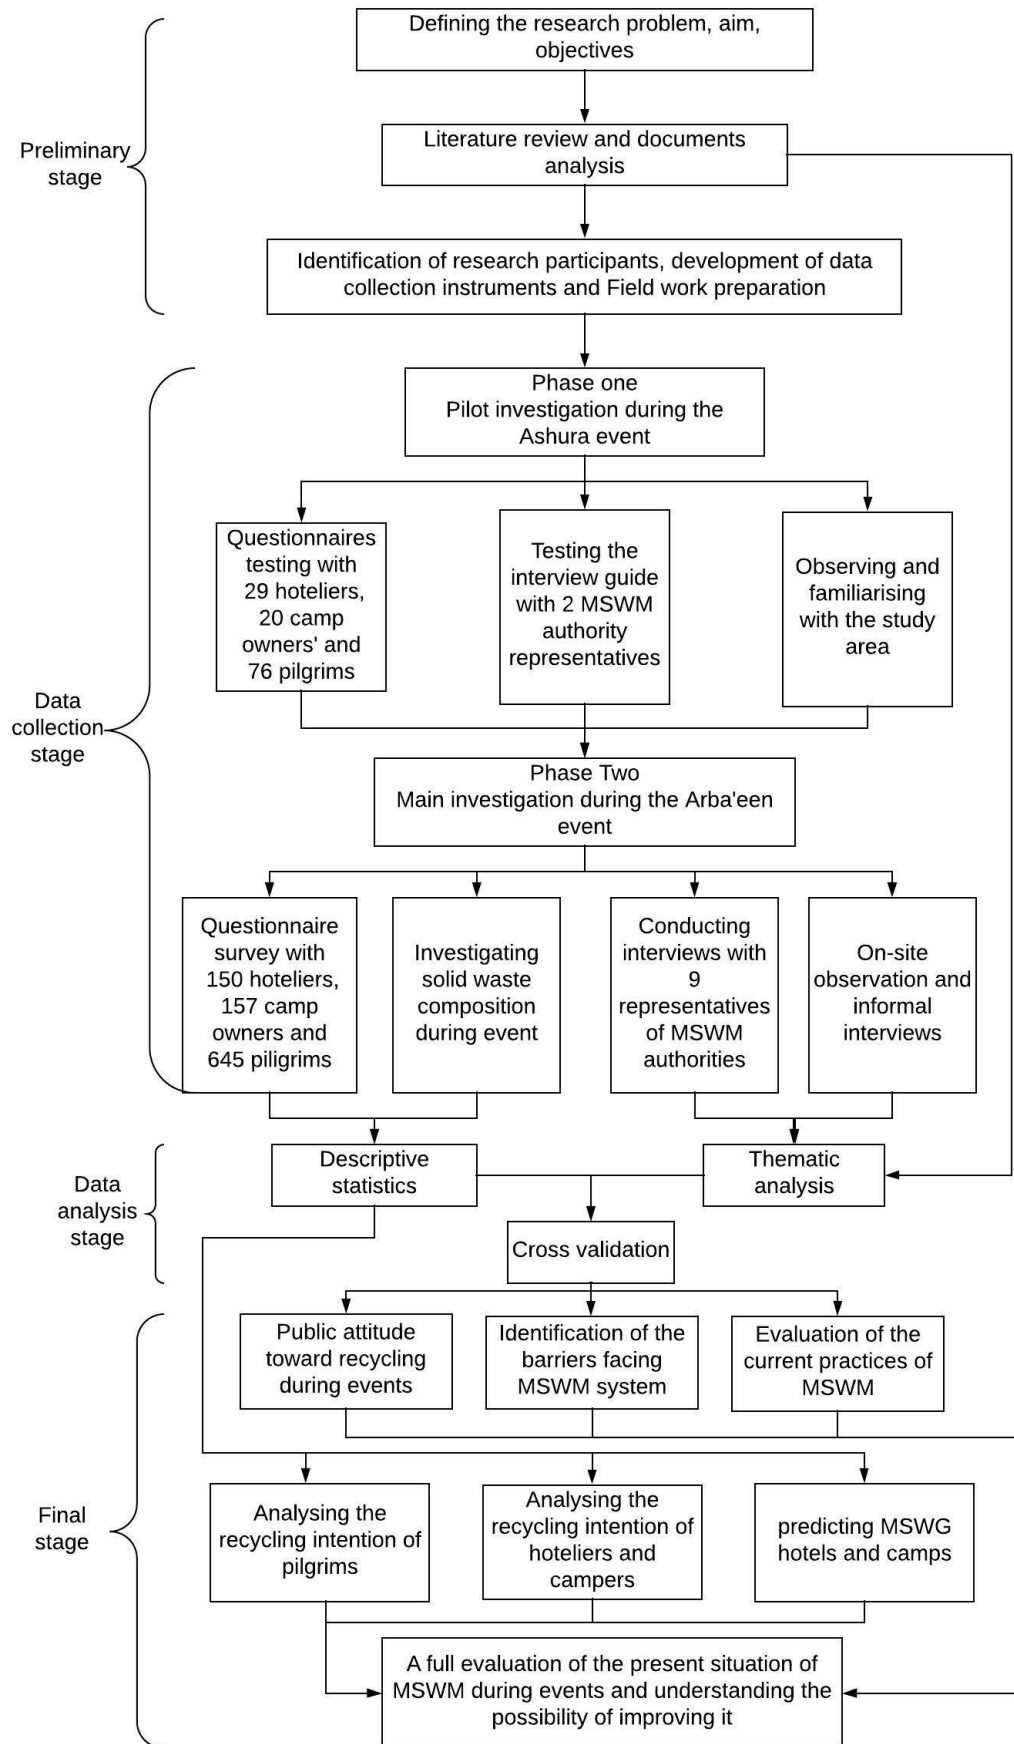 Defining the research problem, aim,
objectives
Preliminary
stage
Literature review and documents
analysis
Identification of research participants, development of data
collection instruments and Field work preparation
Phase one
Pilot investigation during the
Ashura event
Questionnaires
testing with
29 hoteliers,
20 camp
owners' and
76 pilgrims
Testing the
interview guide
with 2 MSWM
authority
representatives
Observing and
familiarising
with the study
area
Data
collection
stage
Phase Two
Main investigation during the Arba'een
event
Questionnaire
survey with
150 hoteliers,
157 camp
owners and
645 piligrims
Investigating
solid waste
composition
during event
Conducting
interviews with
9
representatives
of MSWM
authorities
On-site
observation and
informal
interviews
Data
analysis
stage
Descriptive
statistics
Thematic
analysis
Cross validation
Public attitude
toward recycling
during events
Identification of the
barriers facing
MSWM system
Evaluation of the
current practices of
MSWM
Final
stage
Analysing the
recycling intention of
pilgrims
Analysing the
recycling intention of
hoteliers and
campers
predicting MSWG
hotels and camps
A full evaluation of the present situation of
MSWM during events and understanding the
possibility of improving it